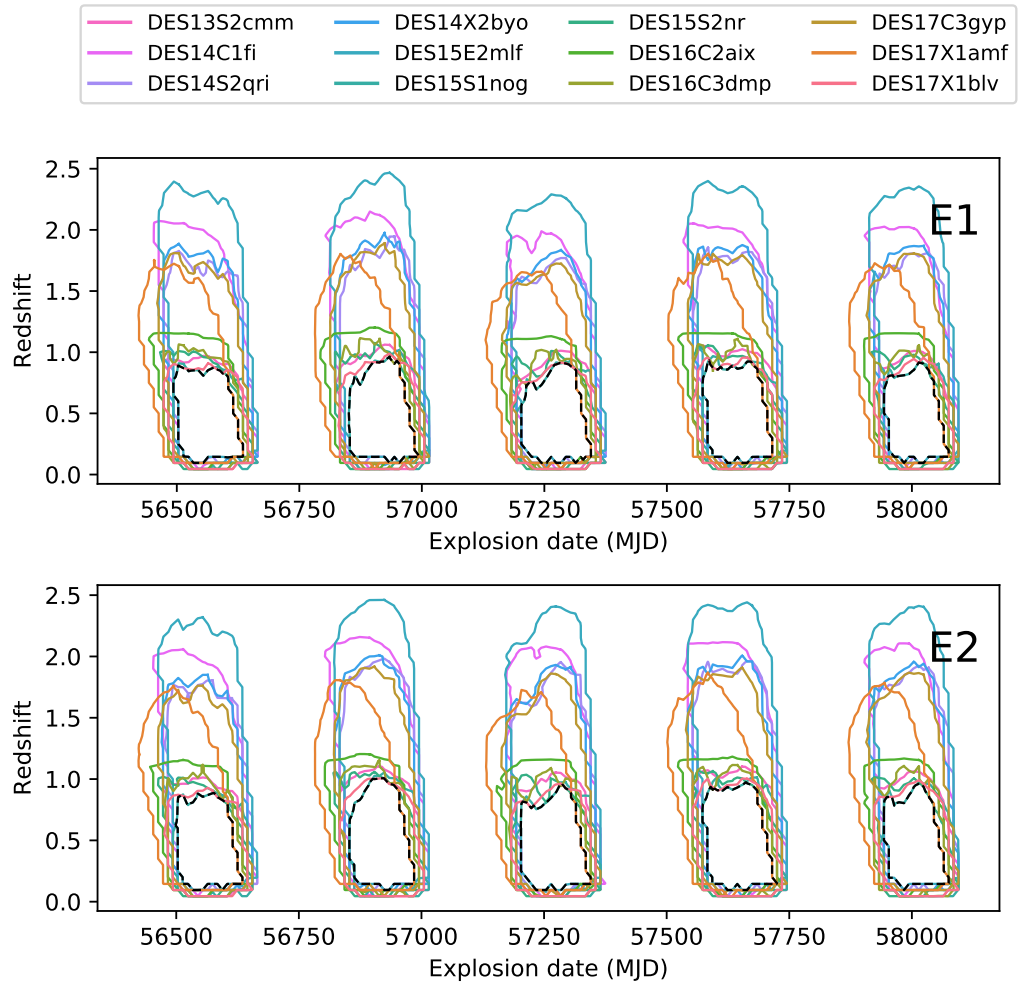 DES13S2cmm DES14X2byo DES15S2nr DES17C3gyp
DES14C1fi DES15E2mlf DES16C2aix DES17X1amf
DES14S2qri DES15S1nog DES16C3dmp DES17X1blv
2.5
E1
2.0
1.5
1.0
0.5
0.0
Redshift
56500 56750 57000 57250 57500 57750 58000
Explosion date (MJD)
2.5
E2
2.0
1.5
1.0
0.5
0.0
Redshift
56500 56750 57000 57250 57500 57750 58000
Explosion date (MJD)